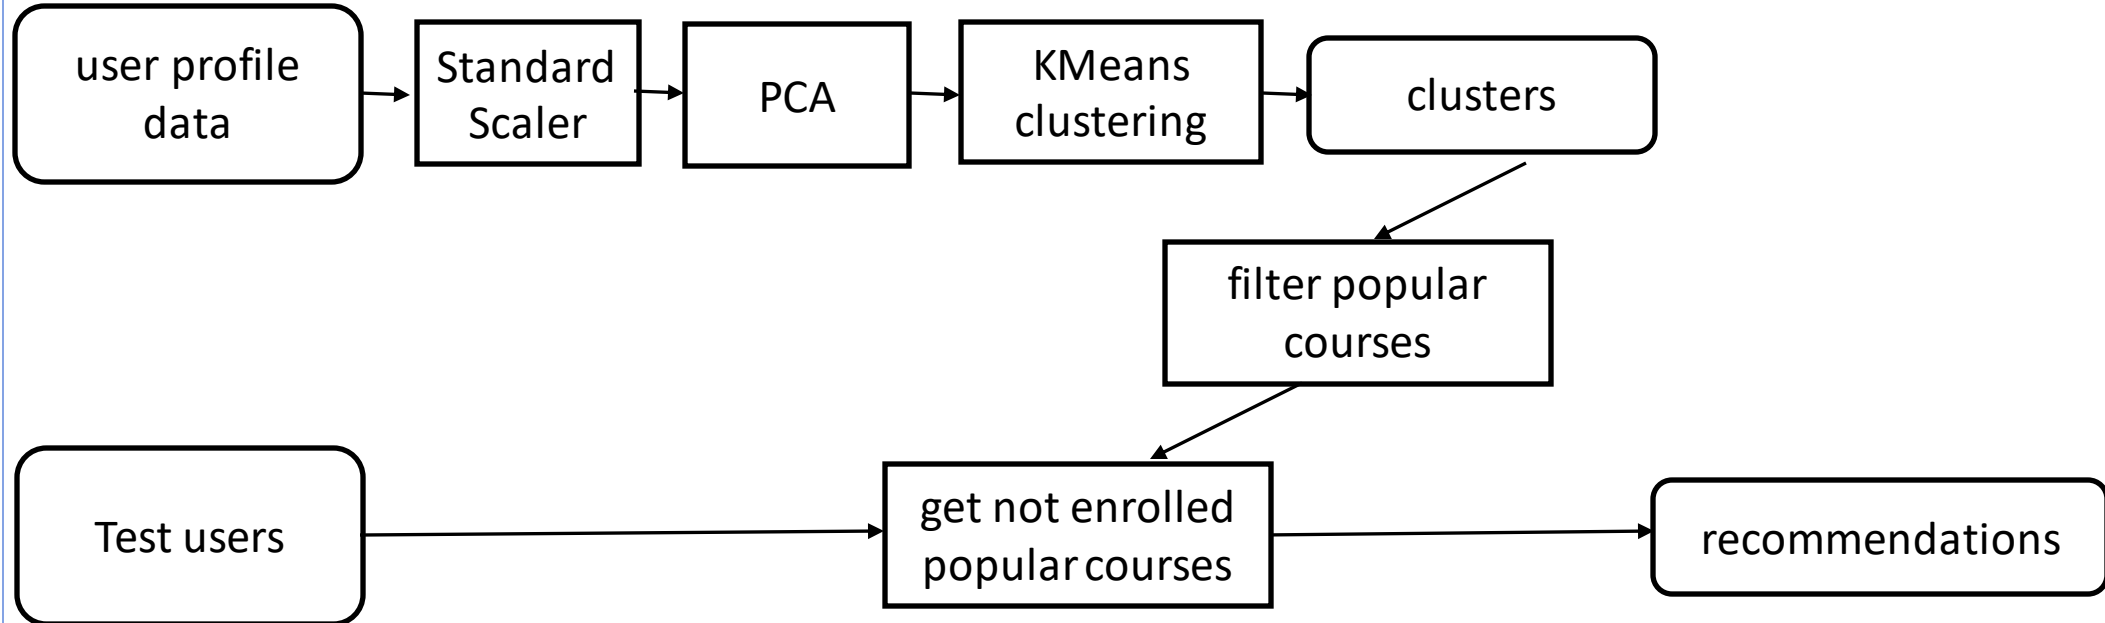 user profile
data
Standard
Scaler
PCA
KMeans
clustering
clusters
filter popular
courses
Test users
get not enrolled
popular courses
recommendations